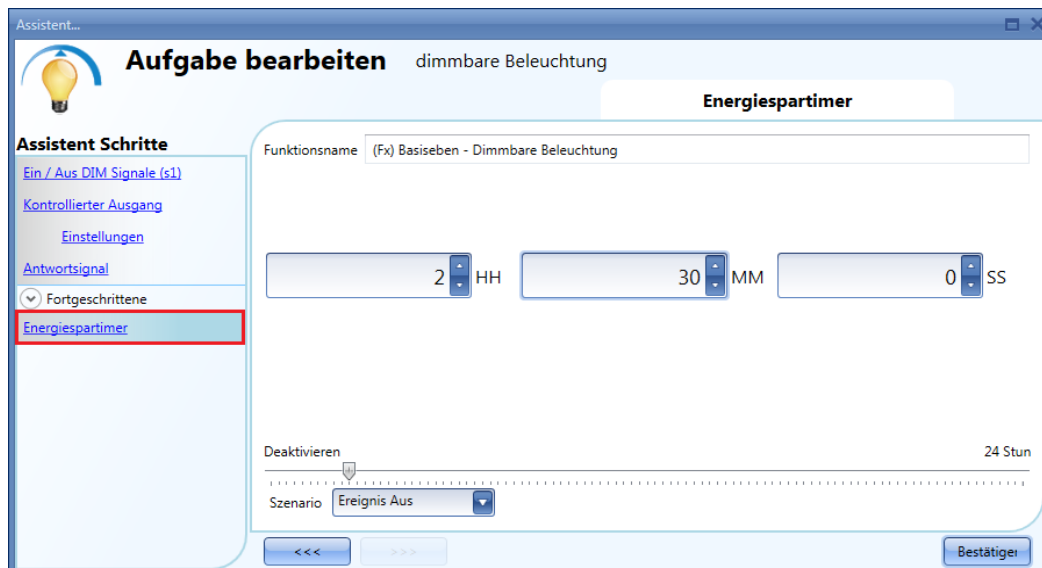 Assistent...
Aufgabe bearbeiten dimmbare Beleuchtung
Energiespartimer
Assistent Schritte
Ein / Aus DIM Signale (s1)
Kontrollierter Ausgang
Einstellungen
Antwortsignal
Fortgeschrittene
Energiespartimer
Funktionsname (Fx) Basiseben - Dimmbare Beleuchtung
2 HH 30 MM 0 SS
Deaktivieren 24 Stun
Szenario Ereignis Aus
<<< >>> Bestätiger